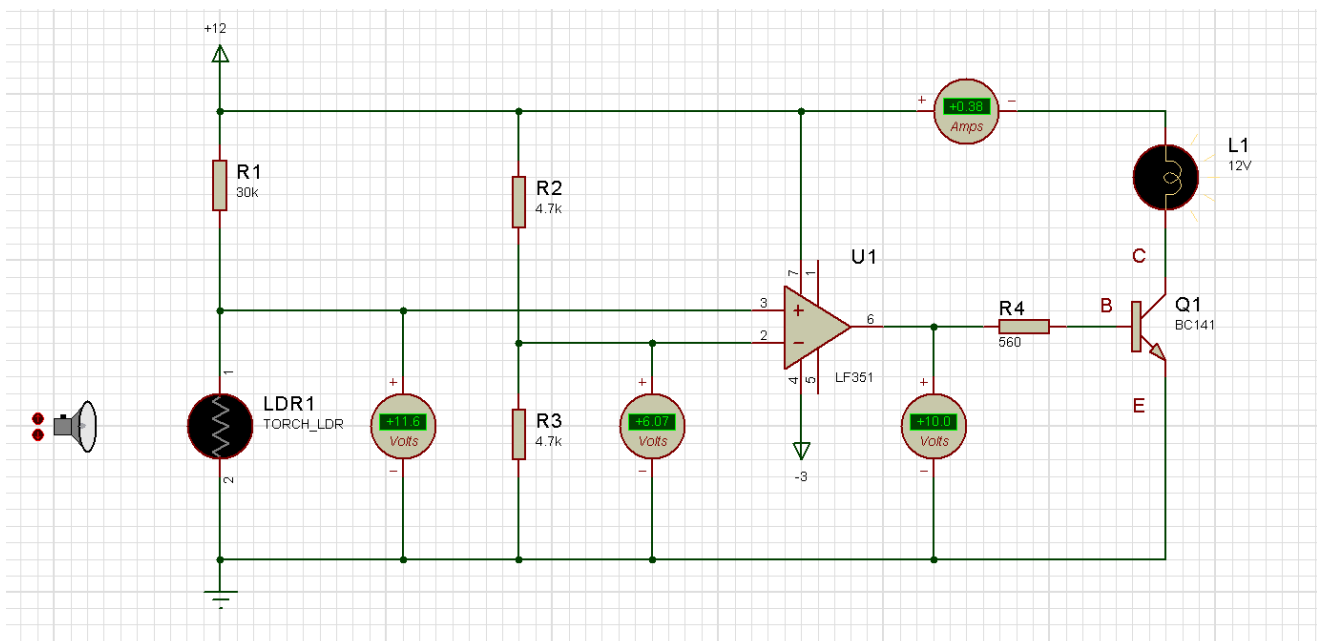 +12
+
+0.38
−
Amps
L1
12V
R1
30k
R2
4.7k
C
U1
7
1
3
+
B
Q1
BC141
R4
560
6
2
−
4
5
LF351
1
LDR1
TORCH_LDR
+
+11.6
Volts
−
2
R3
4.7k
+
+6.07
Volts
−
-3
+
+10.0
Volts
−
E